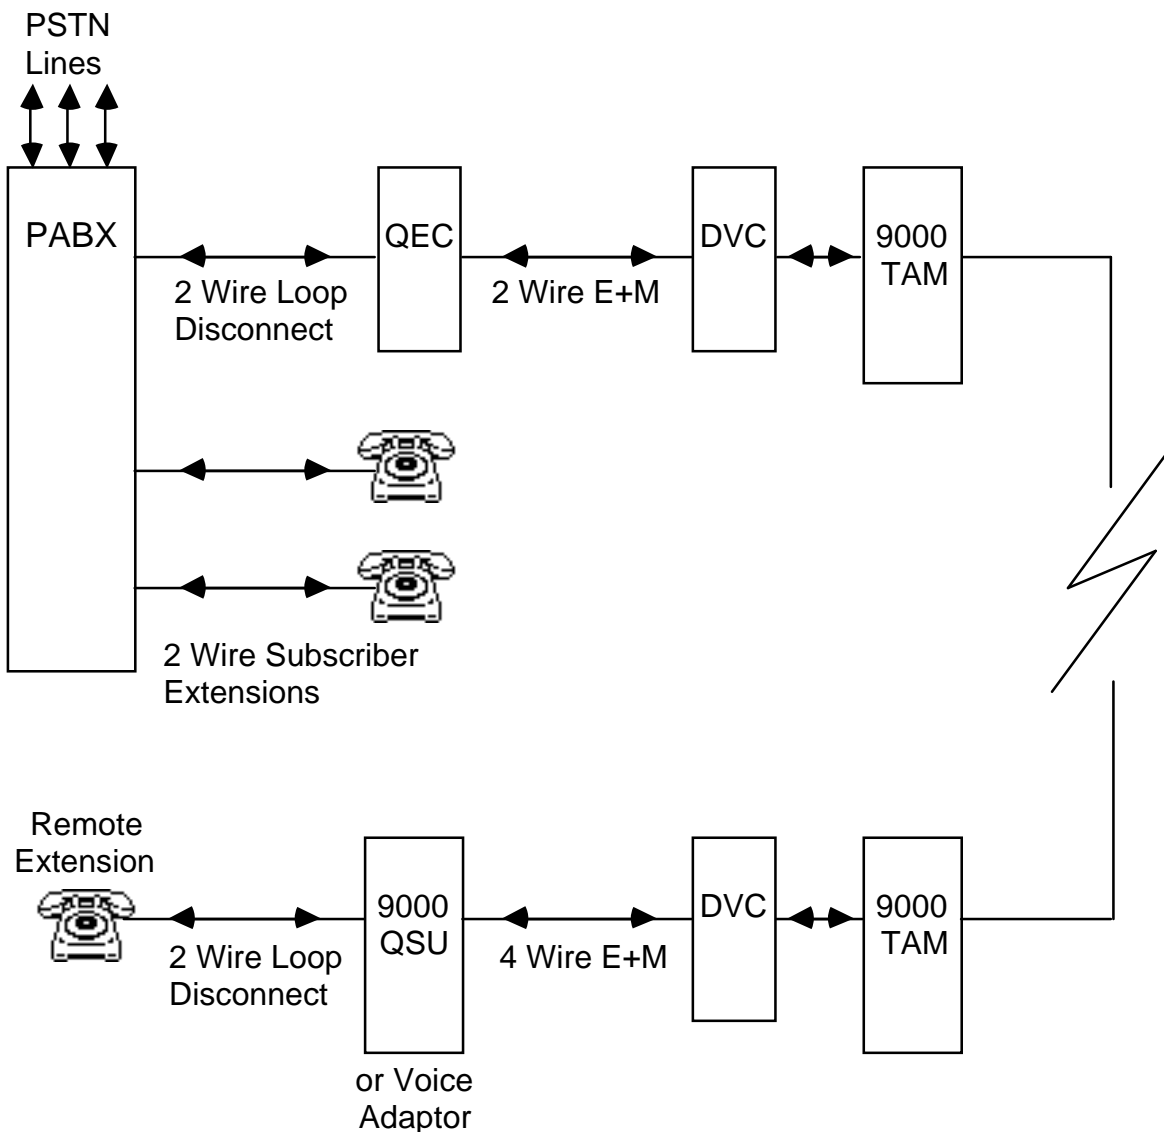 PSTN
Lines
PABX
QEC
DVC
9000
TAM
2 Wire Loop
Disconnect
2 Wire E+M
2 Wire Subscriber
Extensions
Remote
Extension
9000
QSU
DVC
9000
TAM
2 Wire Loop
Disconnect
4 Wire E+M
or Voice
Adaptor